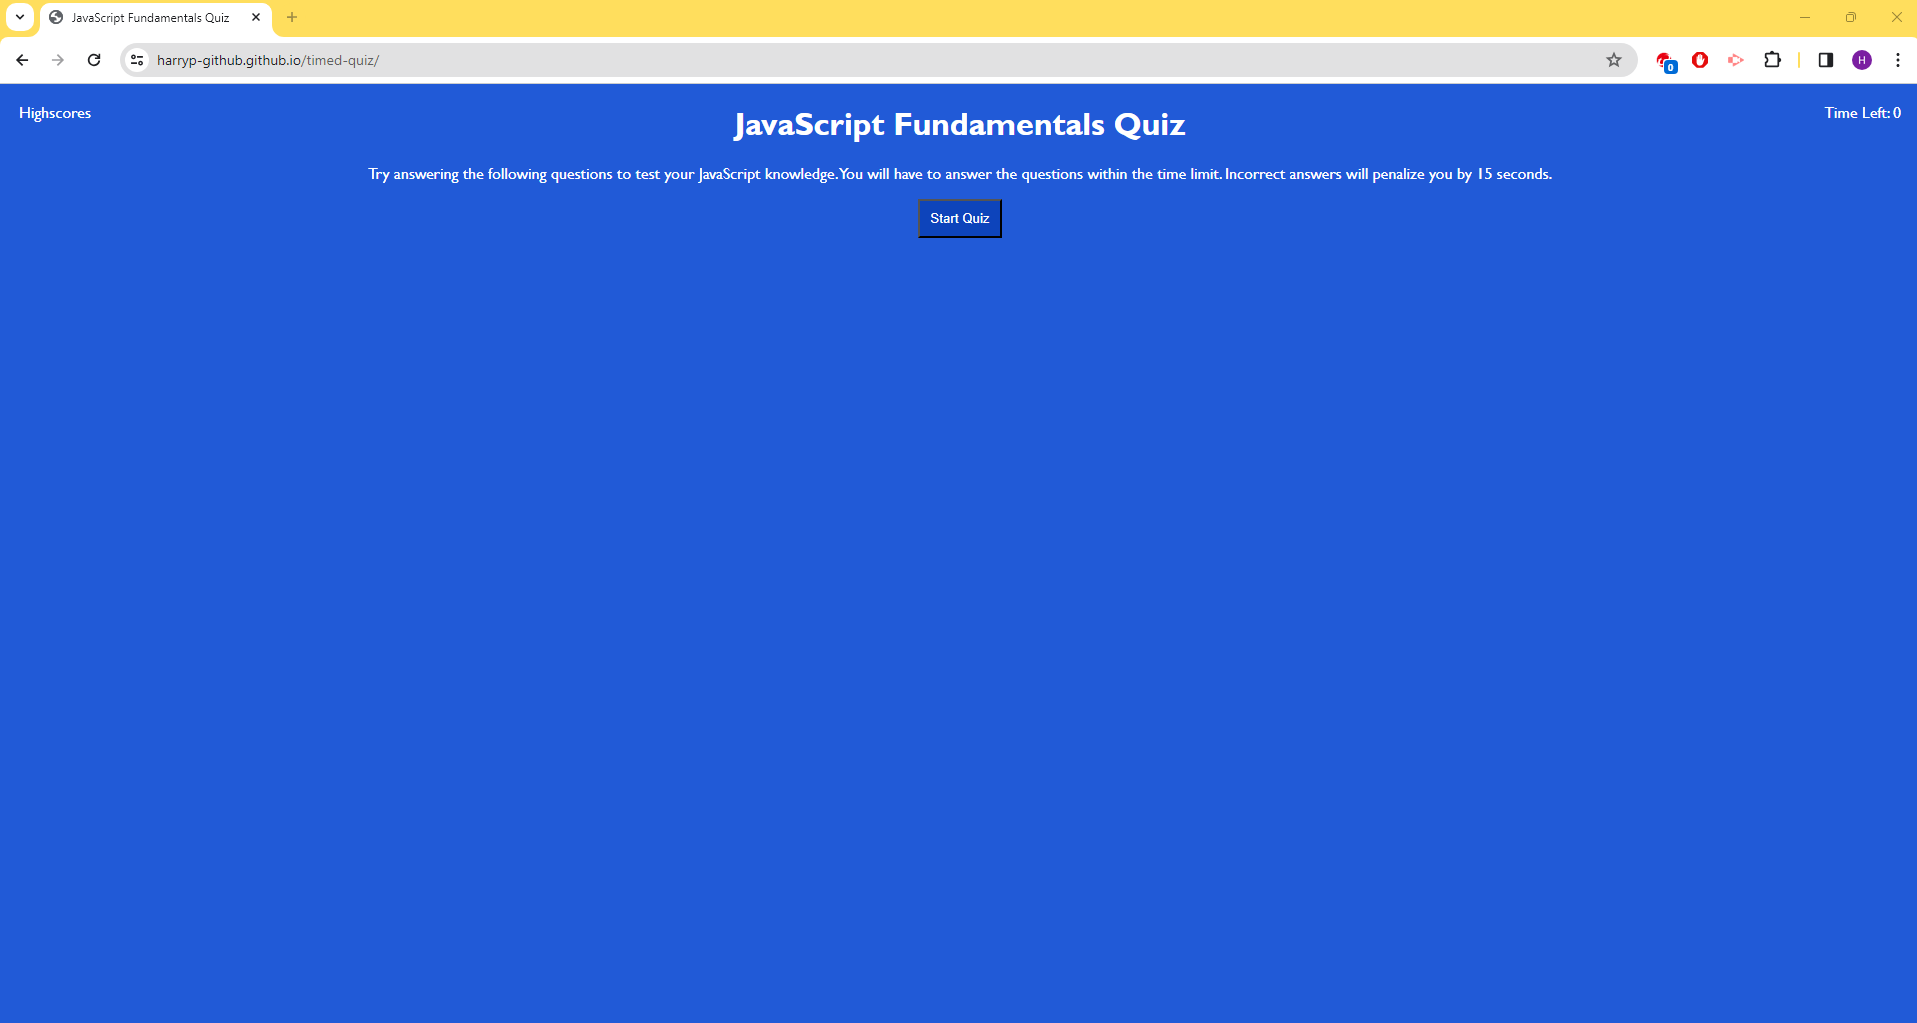 JavaScript Fundamentals Quiz
harryp-github.github.io/timed-quiz/
0
H
Highscores
JavaScript Fundamentals Quiz
Time Left: 0
Try answering the following questions to test your JavaScript knowledge. You will have to answer the questions within the time limit. Incorrect answers will penalize you by 15 seconds.
Start Quiz